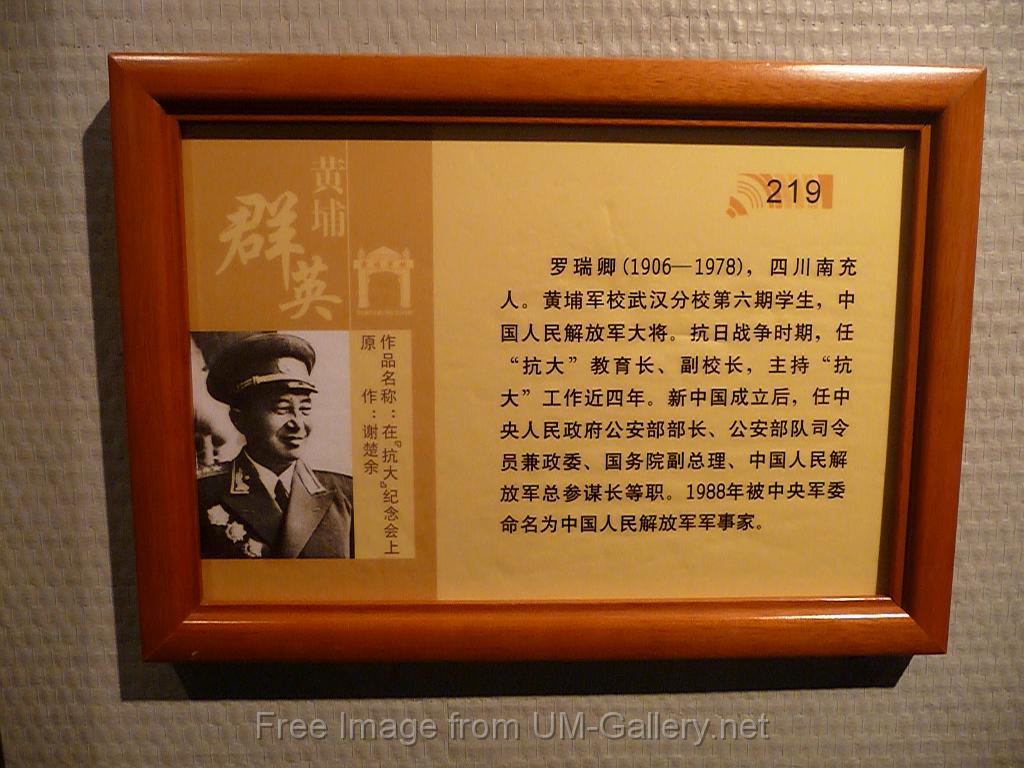 黄埔
群英
219
罗瑞卿(1906—1978)，四川南充
人。黄埔军校武汉分校第六期学生，中
国人民解放军大将。抗日战争时期，任
“抗大”教育长、副校长，主持“抗
大”工作近四年。新中国成立后，任中
央人民政府公安部部长、公安部队司令
员兼政委、国务院副总理、中国人民解
放军总参谋长等职。1988年被中央军委
命名为中国人民解放军军事家。
作品名称：在『抗大』纪念会上
原作：谢楚余
Free Image from UM-Gallery.net